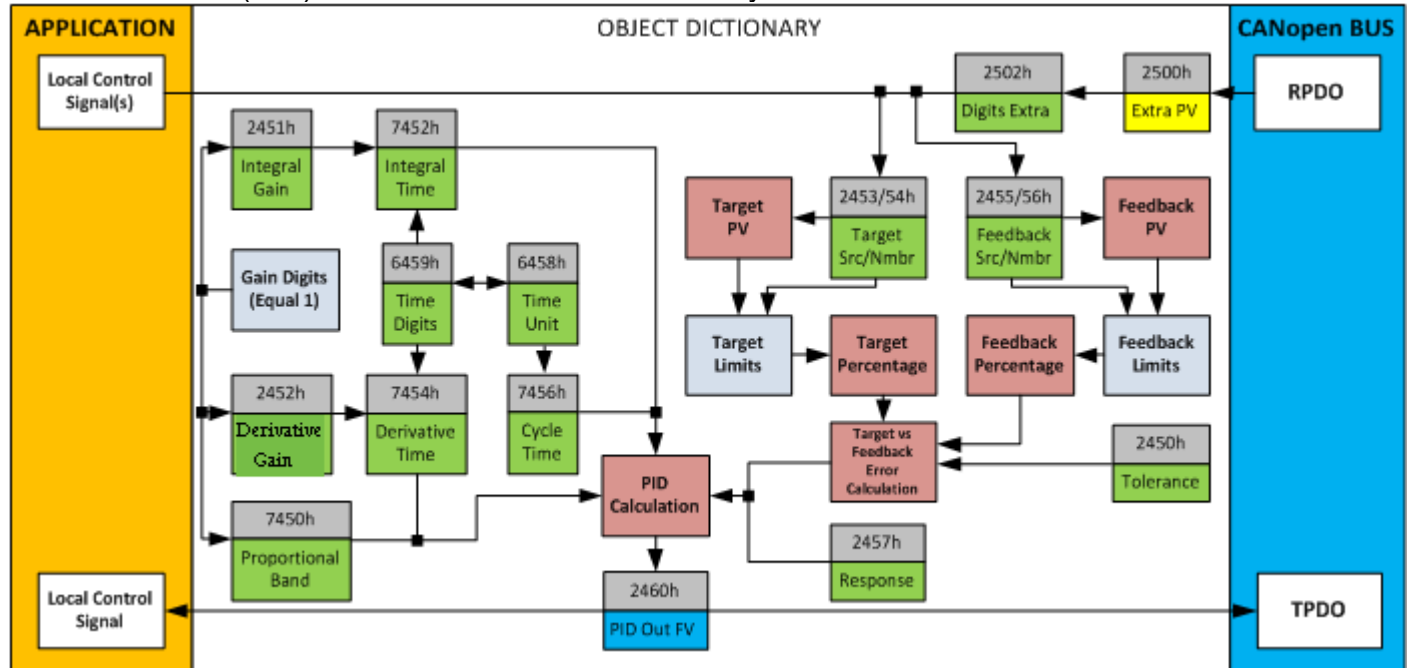 APPLICATION
OBJECT DICTIONARY
CANopen BUS
Local Control
Signal(s)
2502h
Digits Extra
2500h
Extra PV
RPDO
2451h
Integral
Gain
7452h
Integral
Time
Target
PV
2453/54h
Target
Src/Nmbr
2455/56h
Feedback
Src/Nmbr
Feedback
PV
Gain Digits
(Equal 1)
6459h
Time
Digits
6458h
Time
Unit
Target
Limits
Target
Percentage
Feedback
Percentage
Feedback
Limits
2452h
Derivative
Gain
7454h
Derivative
Time
7456h
Cycle
Time
Target vs
Feedback
Error
Calculation
2450h
Tolerance
PID
Calculation
7450h
Proportional
Band
2457h
Response
Local Control
Signal
2460h
PID Out FV
TPDO